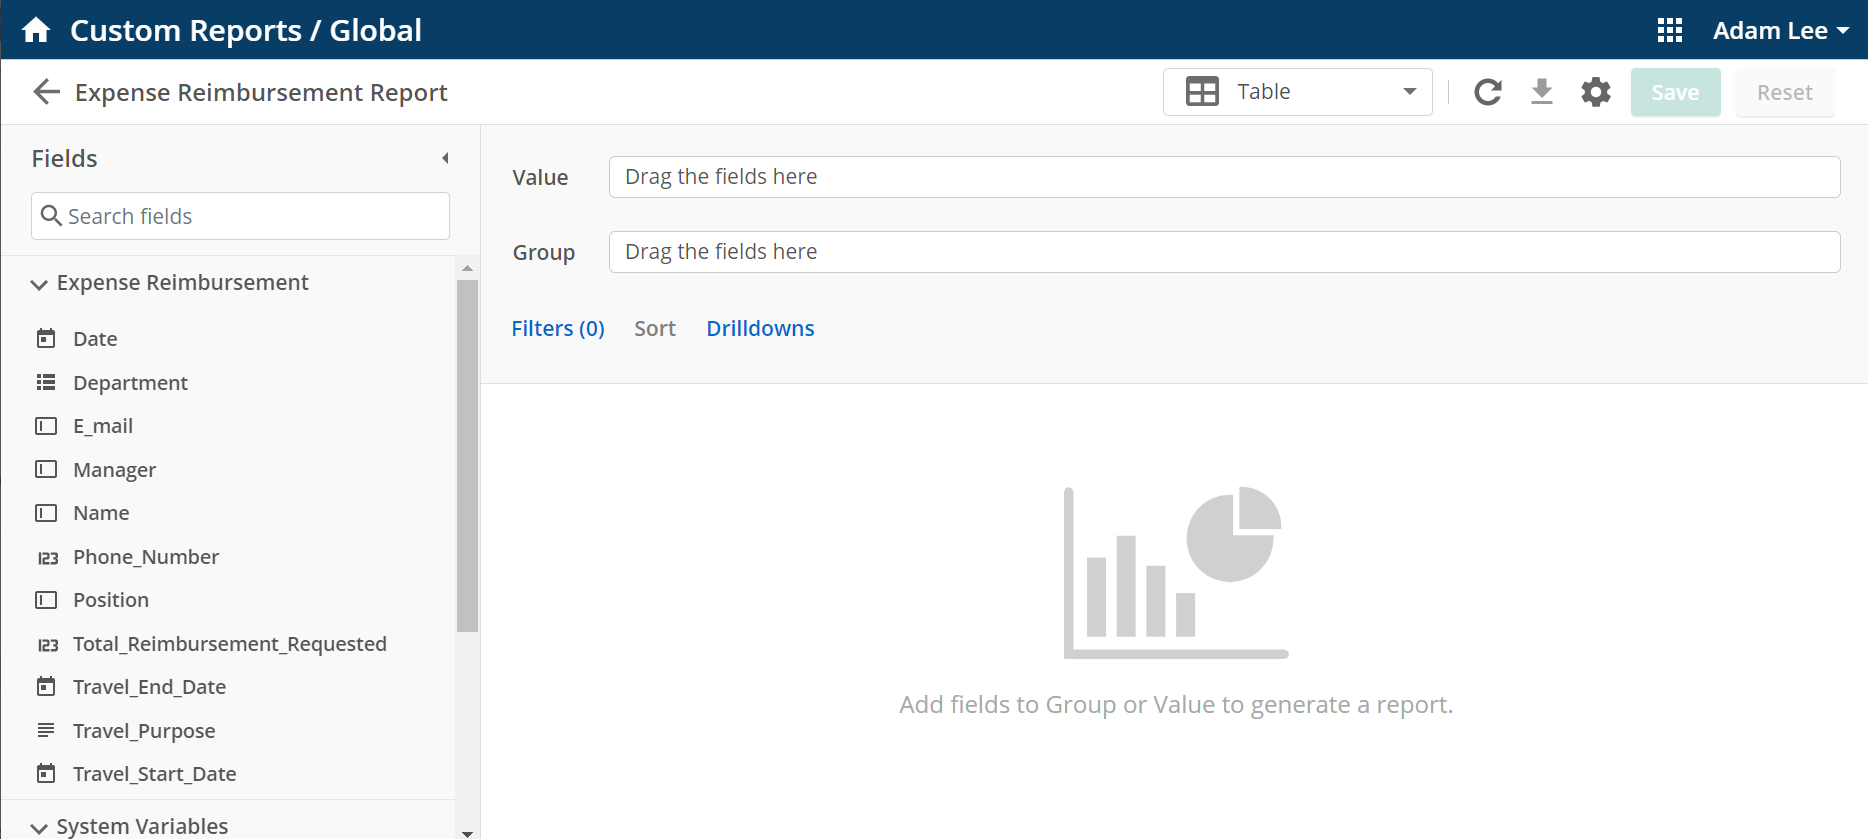 Custom Reports / Global
Adam Lee
Expense Reimbursement Report
Table
Save
Reset
Fields
Search fields
Expense Reimbursement
Date
Department
E_mail
Manager
Name
123 Phone_Number
Position
123 Total_Reimbursement_Requested
Travel_End_Date
Travel_Purpose
Travel_Start_Date
System Variables
Value
Drag the fields here
Group
Drag the fields here
Filters (0) Sort Drilldowns
Add fields to Group or Value to generate a report.